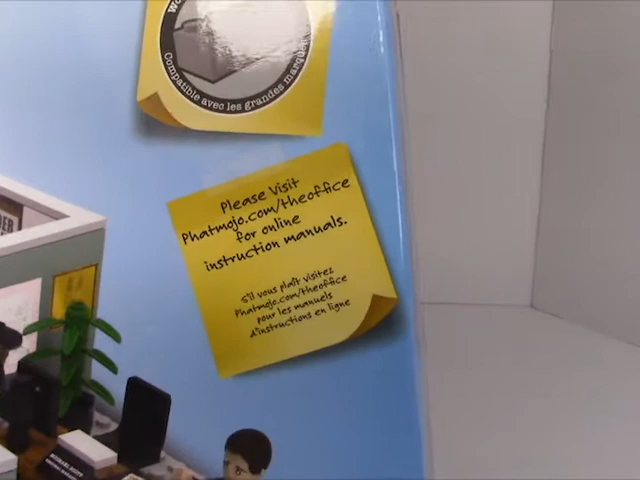 Compatible avec les grandes marques
Please Visit
Phatmojo.com/theoffice
for online
instruction manuals.
S'il vous plaît visitez
Phatmojo.com/theoffice
pour les manuels
d'instructions en ligne